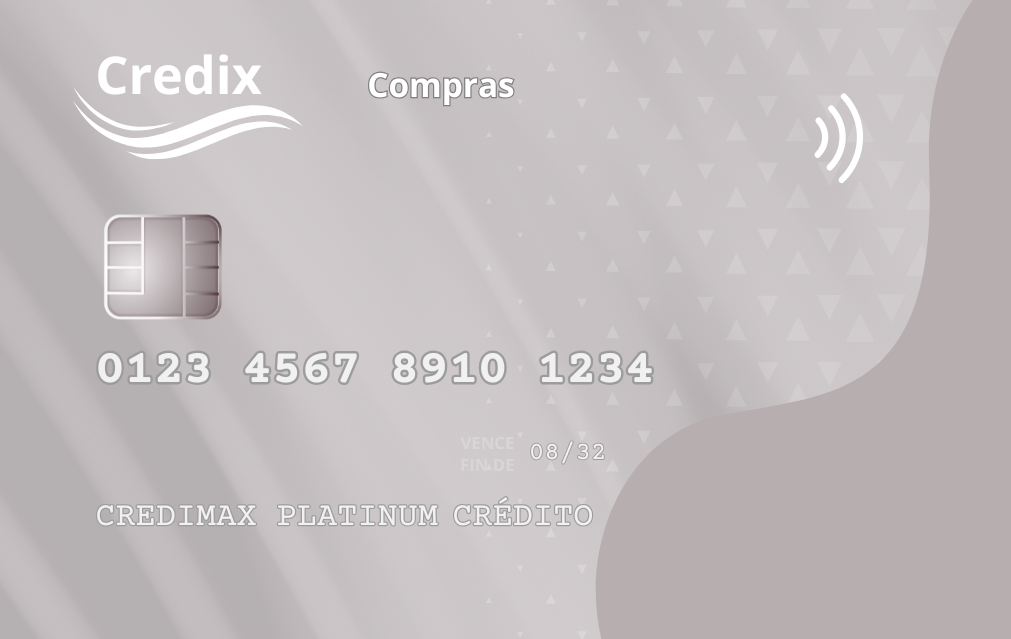 Credix
Compras
0123 4567 8910 1234
VENCE
FIN DE
08/32
CREDIMAX PLATINUM CRÉDITO